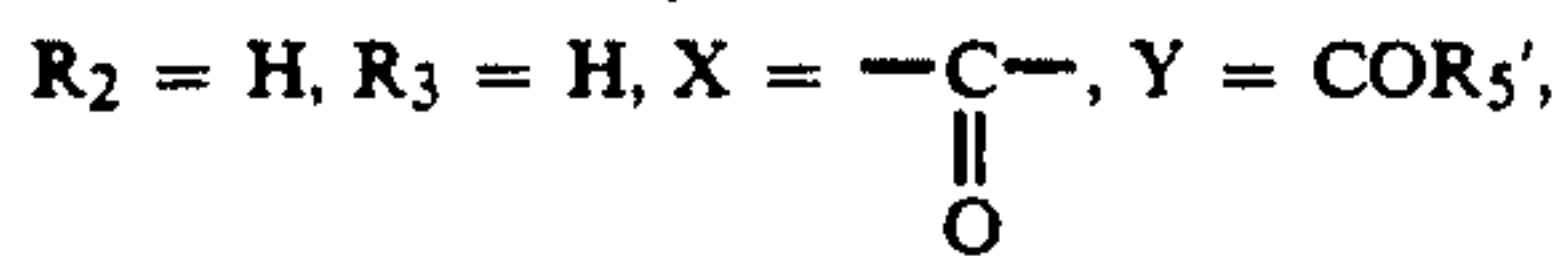 R₂ = H, R₃ = H, X = —C—, Y = COR₅′,
||
O